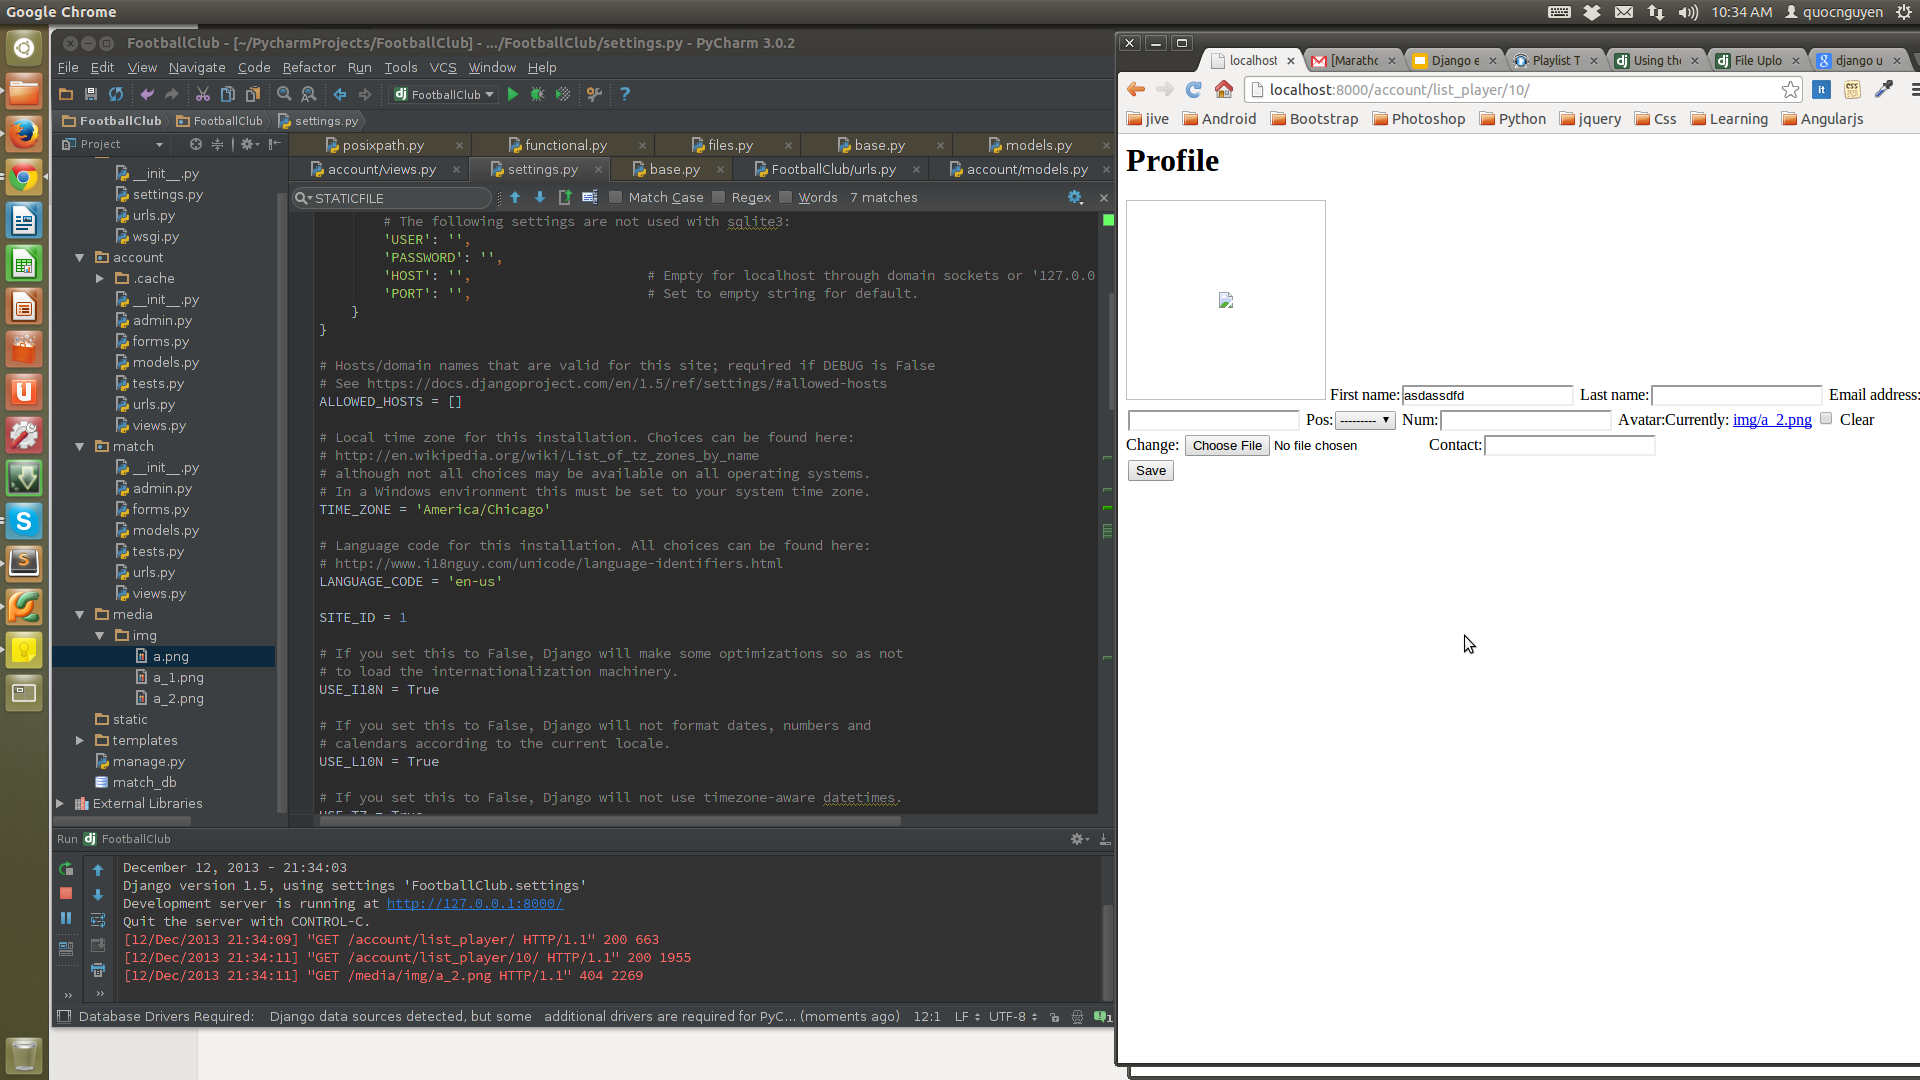 Google Chrome
10:34 AM
quocnguyen
FootballClub - [~/PycharmProjects/FootballClub] - .../FootballClub/settings.py - PyCharm 3.0.2
File Edit View Navigate Code Refactor Run Tools VCS Window Help
FootballClub
FootballClub FootballClub settings.py
Project
posixpath.py functional.py files.py base.py models.py
account/views.py settings.py base.py FootballClub/urls.py account/models.py
STATICFILE Match Case Regex Words 7 matches
__init__.py
settings.py
urls.py
wsgi.py
account
.cache
__init__.py
admin.py
forms.py
models.py
tests.py
urls.py
views.py
match
__init__.py
admin.py
forms.py
models.py
tests.py
urls.py
views.py
media
img
a.png
a_1.png
a_2.png
static
templates
manage.py
match_db
External Libraries
# The following settings are not used with sqlite3:
'USER': '',
'PASSWORD': '',
'HOST': '', # Empty for localhost through domain sockets or '127.0.0
'PORT': '', # Set to empty string for default.
}
}
# Hosts/domain names that are valid for this site; required if DEBUG is False
# See https://docs.djangoproject.com/en/1.5/ref/settings/#allowed-hosts
ALLOWED_HOSTS = []
# Local time zone for this installation. Choices can be found here:
# http://en.wikipedia.org/wiki/List_of_tz_zones_by_name
# although not all choices may be available on all operating systems.
# In a Windows environment this must be set to your system time zone.
TIME_ZONE = 'America/Chicago'
# Language code for this installation. All choices can be found here:
# http://www.i18nguy.com/unicode/language-identifiers.html
LANGUAGE_CODE = 'en-us'
SITE_ID = 1
# If you set this to False, Django will make some optimizations so as not
# to load the internationalization machinery.
USE_I18N = True
# If you set this to False, Django will not format dates, numbers and
# calendars according to the current locale.
USE_L10N = True
# If you set this to False, Django will not use timezone-aware datetimes.
USE_TZ = True
Run FootballClub
December 12, 2013 - 21:34:03
Django version 1.5, using settings 'FootballClub.settings'
Development server is running at http://127.0.0.1:8000/
Quit the server with CONTROL-C.
[12/Dec/2013 21:34:09] "GET /account/list_player/ HTTP/1.1" 200 663
[12/Dec/2013 21:34:11] "GET /account/list_player/10/ HTTP/1.1" 200 1955
[12/Dec/2013 21:34:11] "GET /media/img/a_2.png HTTP/1.1" 404 2269
Database Drivers Required: Django data sources detected, but some additional drivers are required for PyC... (moments ago) 12:1 LF UTF-8
localhost [Maratho Django e Playlist T Using the File Uplo django u
localhost:8000/account/list_player/10/
jive Android Bootstrap Photoshop Python jquery Css Learning Angularjs
Profile
First name: asdassdfd Last name: Email address:
Pos: --------- Num: Avatar:Currently: img/a_2.png Clear
Change: Choose File No file chosen Contact:
Save